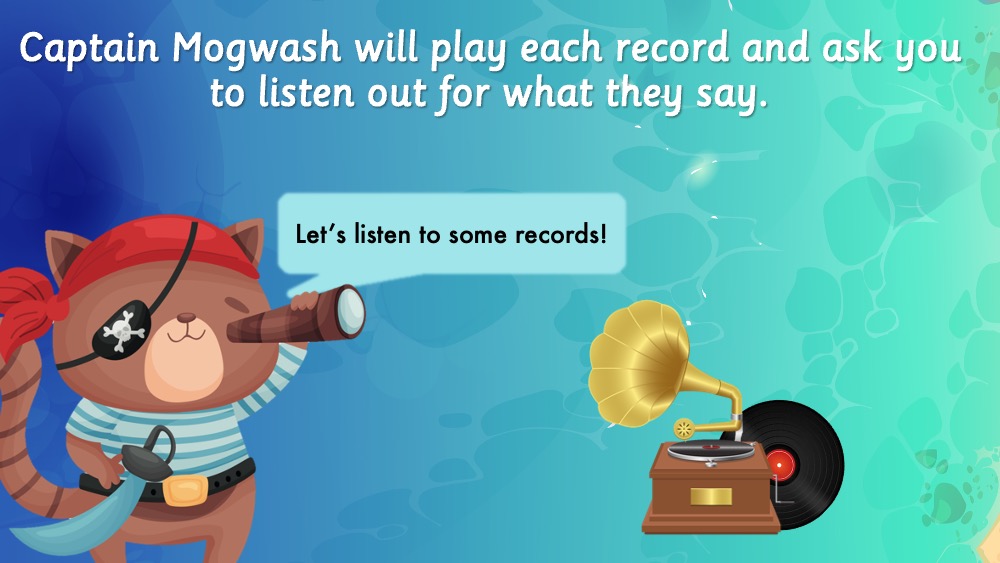 Captain Mogwash will play each record and ask you
to listen out for what they say.
Let's listen to some records!